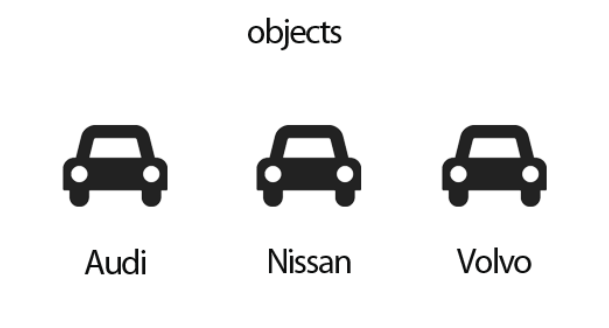 objects
Audi
Nissan
Volvo